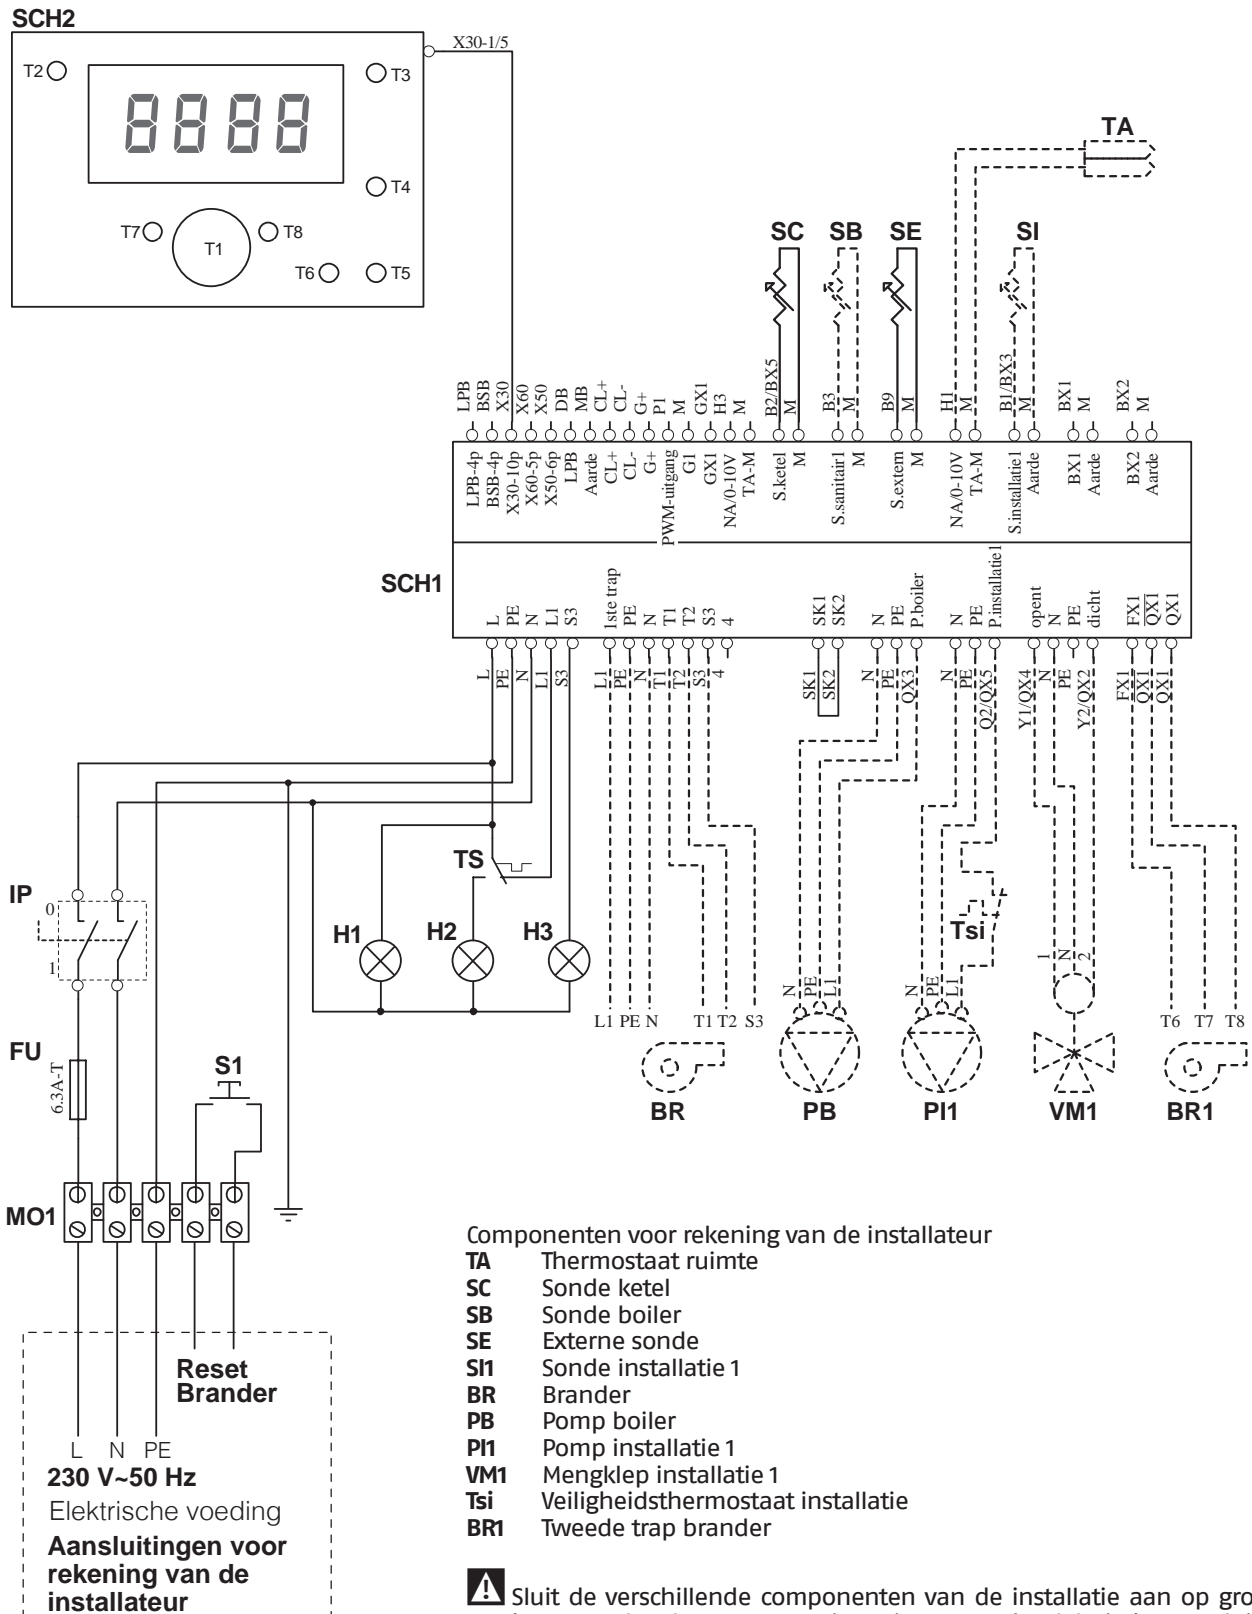 SCH2
X30-1/5
T2
T3
8888
T4
T7
T1
T8
T6
T5
TA
SC
SB
SE
SI
LPB
BSB
X30
X60
X50
DB
MB
CL+
CL-
G+
P1
M
GX1
H3
M
B2/BX5
M
B3
M
B9
M
H1
M
B1/BX3
M
BX1
M
BX2
M
LPB-4p
BSB-4p
X30-10p
X60-5p
X50-6p
LPB
Aarde
CL+
CL-
G+
PWM-uitgang
G1
GX1
NA/0-10V
TA-M
S.ketel
M
S.sanitair1
M
S.extern
M
NA/0-10V
TA-M
S.installatie1
Aarde
BX1
Aarde
BX2
Aarde
SCH1
L
PE
N
L1
S3
1ste trap
PE
N
T1
T2
S3
4
SK1
SK2
N
PE
P.boiler
N
PE
P.installatie1
opent
N
PE
dicht
FX1
QX1
QX1
L
PE
N
L1
S3
L1
PE
N
T1
T2
S3
4
SK1
SK2
N
PE
QX3
N
PE
Q2/QX5
Y1/QX4
N
PE
Y2/QX2
FX1
QX1
QX1
TS
IP
0
1
H1
H2
H3
Tsi
1
N
2
N
PE
L1
N
PE
L1
L1 PE N T1 T2 S3
T6 T7 T8
FU
6.3A-T
S1
BR
PB
PI1
VM1
BR1
MO1
Reset
Brander
L N PE
230 V~50 Hz
Elektrische voeding
Aansluitingen voor
rekening van de
installateur
Componenten voor rekening van de installateur
TA Thermostaat ruimte
SC Sonde ketel
SB Sonde boiler
SE Externe sonde
SI1 Sonde installatie 1
BR Brander
PB Pomp boiler
PI1 Pomp installatie 1
VM1 Mengklep installatie 1
Tsi Veiligheidsthermostaat installatie
BR1 Tweede trap brander
Sluit de verschillende componenten van de installatie aan op gro